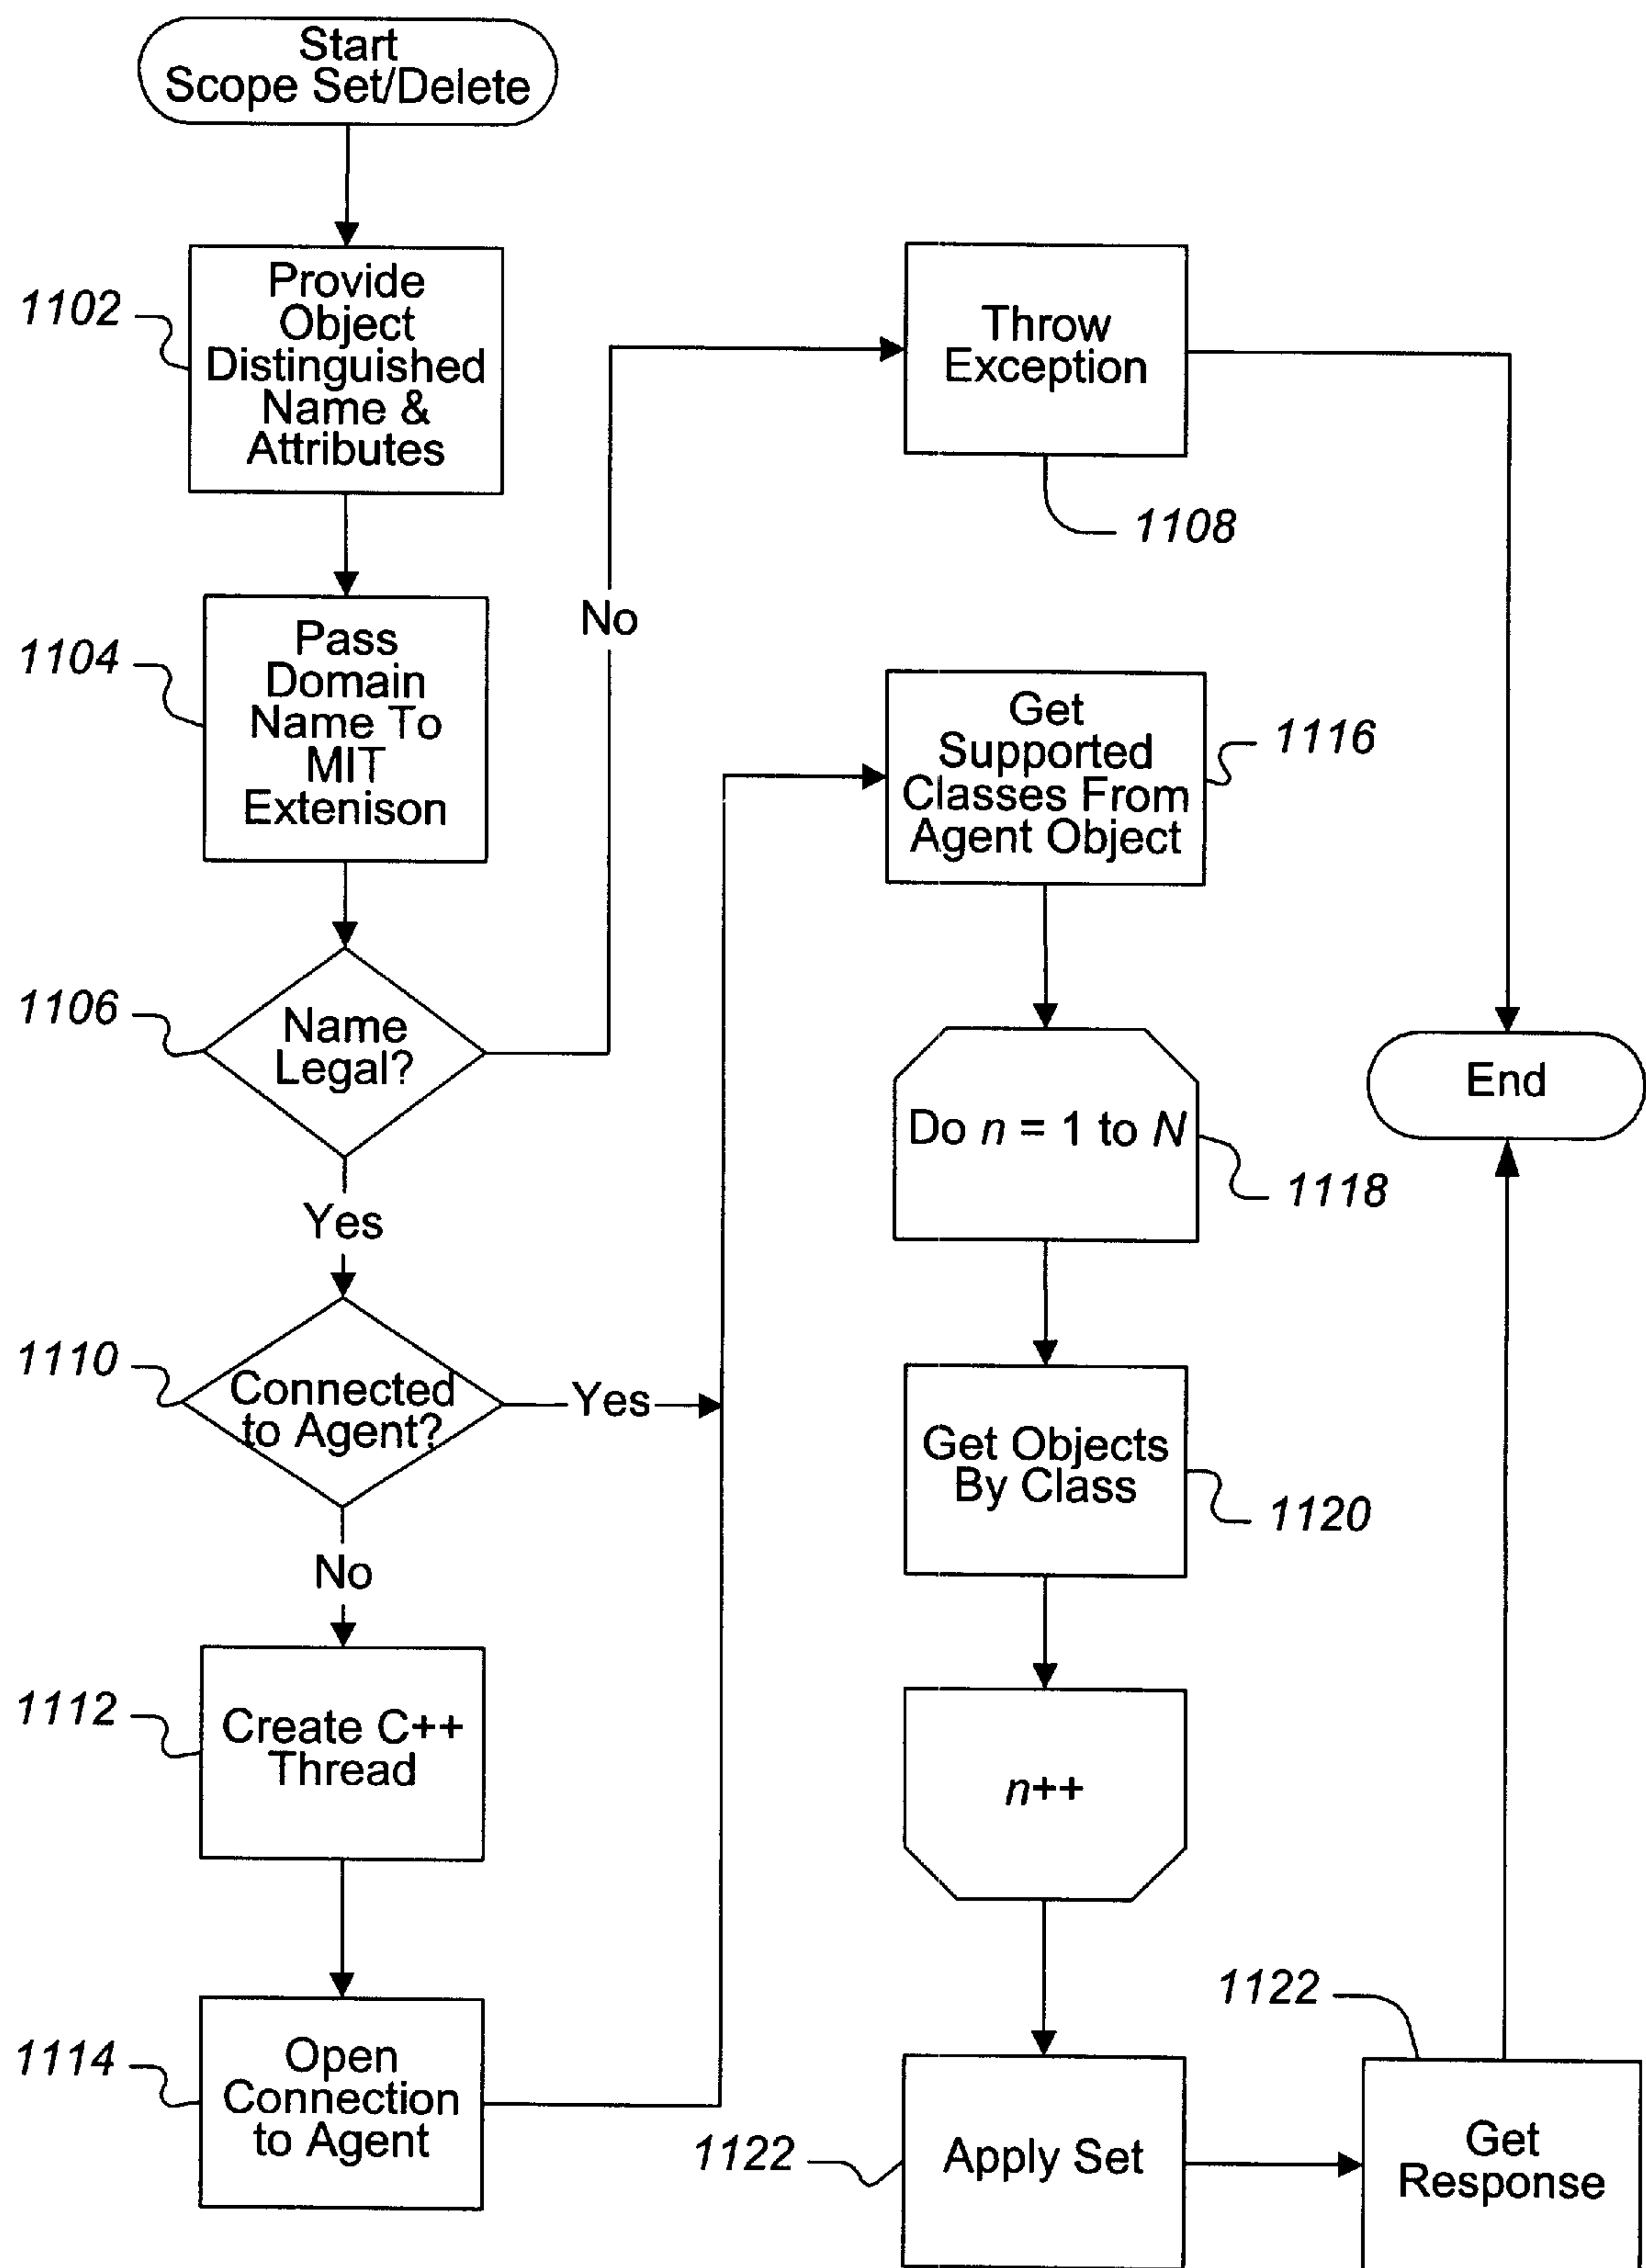 Start
Scope Set/Delete
1102
Provide
Object
Distinguished
Name &
Attributes
1104
Pass
Domain
Name To
MIT
Extenison
1106
Name
Legal?
No
Yes
Throw
Exception
1108
1110
Connected
to Agent?
Yes
No
1112
Create C++
Thread
1114
Open
Connection
to Agent
Get
Supported
Classes From
Agent Object
1116
Do n = 1 to N
1118
Get Objects
By Class
1120
n++
1122
Apply Set
1122
Get
Response
End